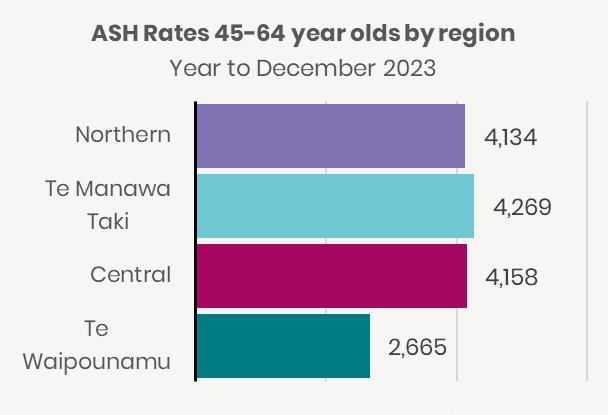 ASH Rates 45-64 year olds by region
Year to December 2023
Northern
4,134
Te Manawa
Taki
4,269
Central
4,158
Te
Waipounamu
2,665